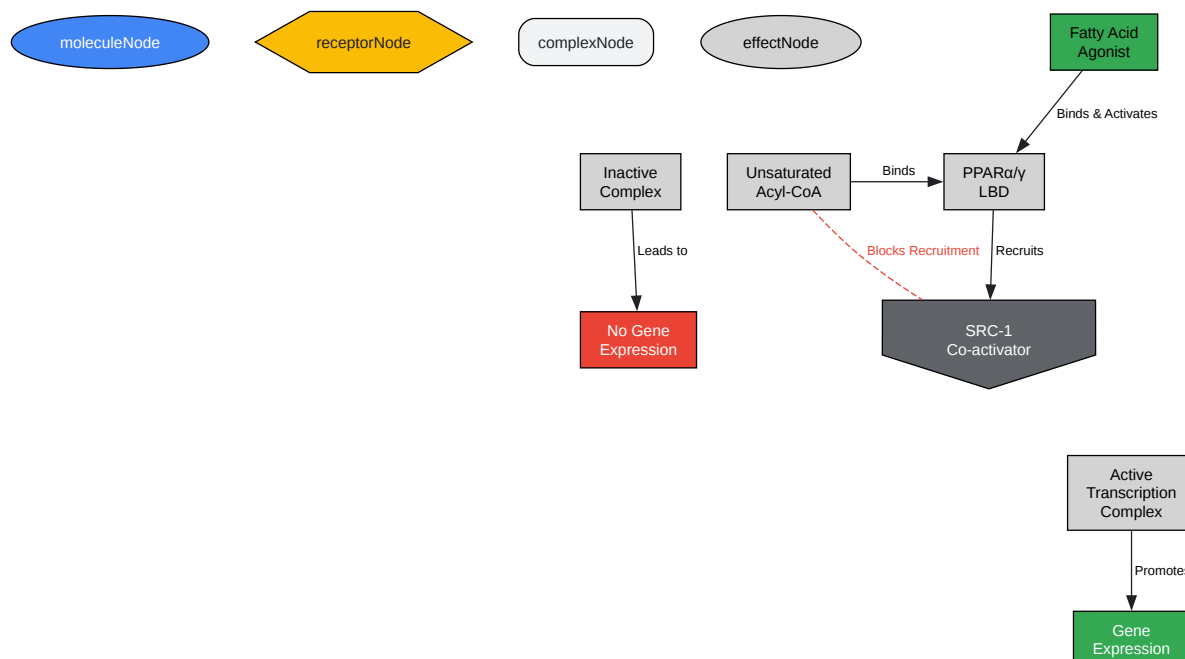 moleculeNode
receptorNode
complexNode
effectNode
Fatty Acid
Agonist
Binds & Activates
Inactive
Complex
Unsaturated
Acyl-CoA
Binds
PPARα/γ
LBD
Leads to
Blocks Recruitment
Recruits
No Gene
Expression
SRC-1
Co-activator
Active
Transcription
Complex
Promotes
Gene
Expression